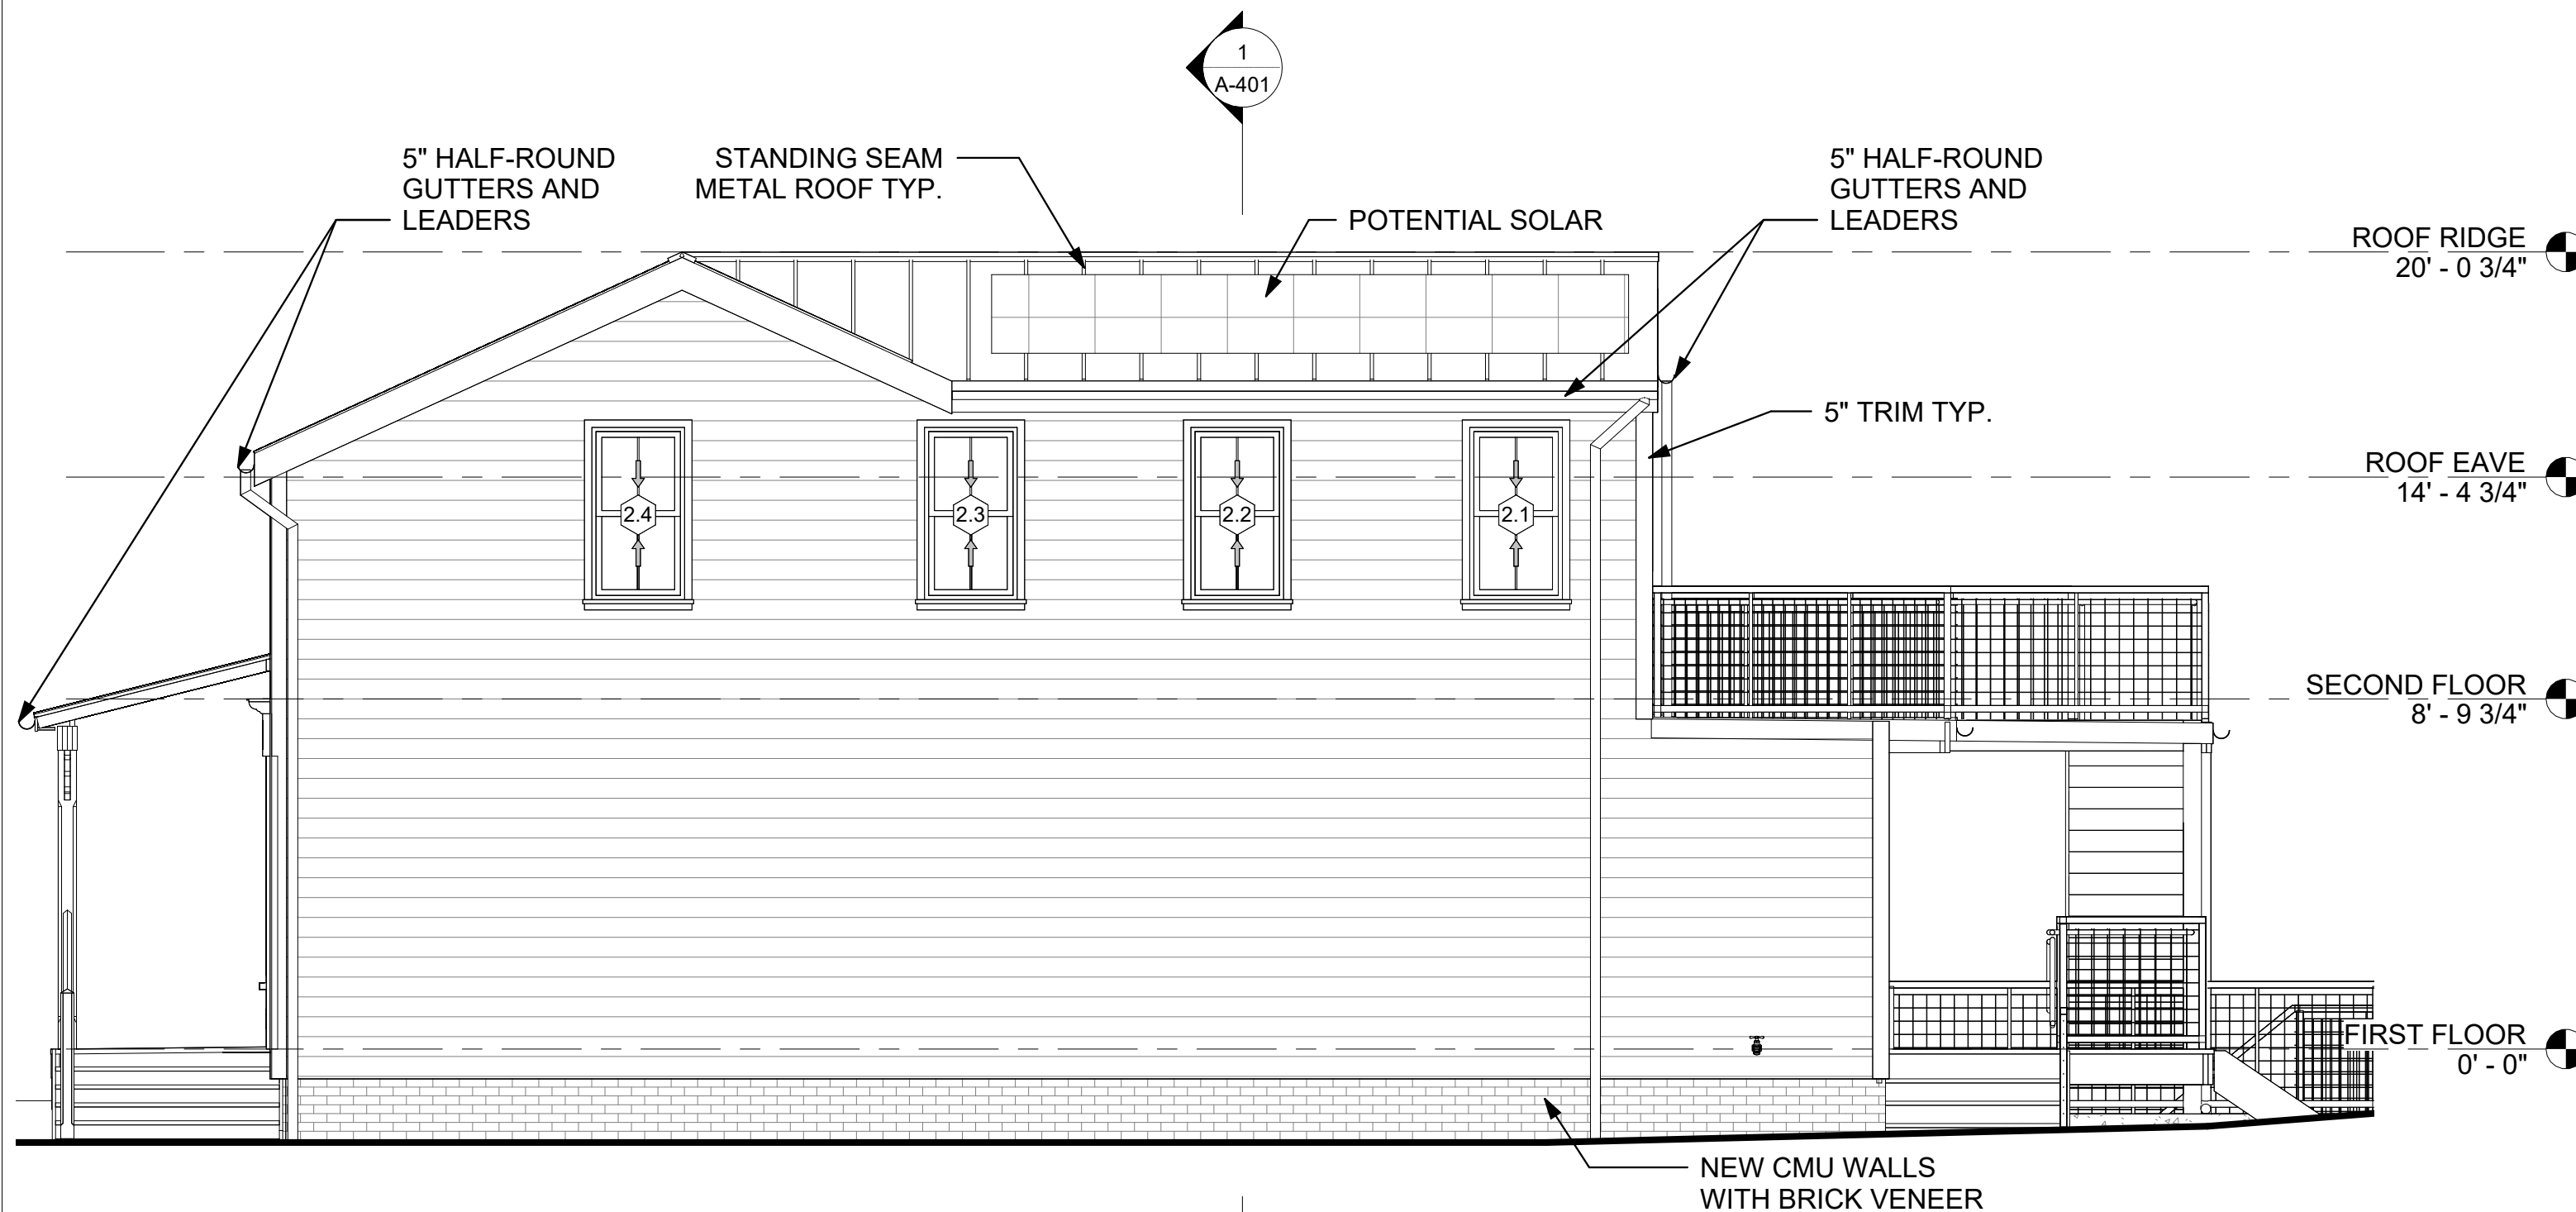 1
A-401
5" HALF-ROUND
GUTTERS AND
LEADERS
STANDING SEAM
METAL ROOF TYP.
POTENTIAL SOLAR
5" HALF-ROUND
GUTTERS AND
LEADERS
ROOF RIDGE
20' - 0 3/4"
5" TRIM TYP.
ROOF EAVE
14' - 4 3/4"
2.4
2.3
2.2
2.1
SECOND FLOOR
8' - 9 3/4"
FIRST FLOOR
0' - 0"
NEW CMU WALLS
WITH BRICK VENEER